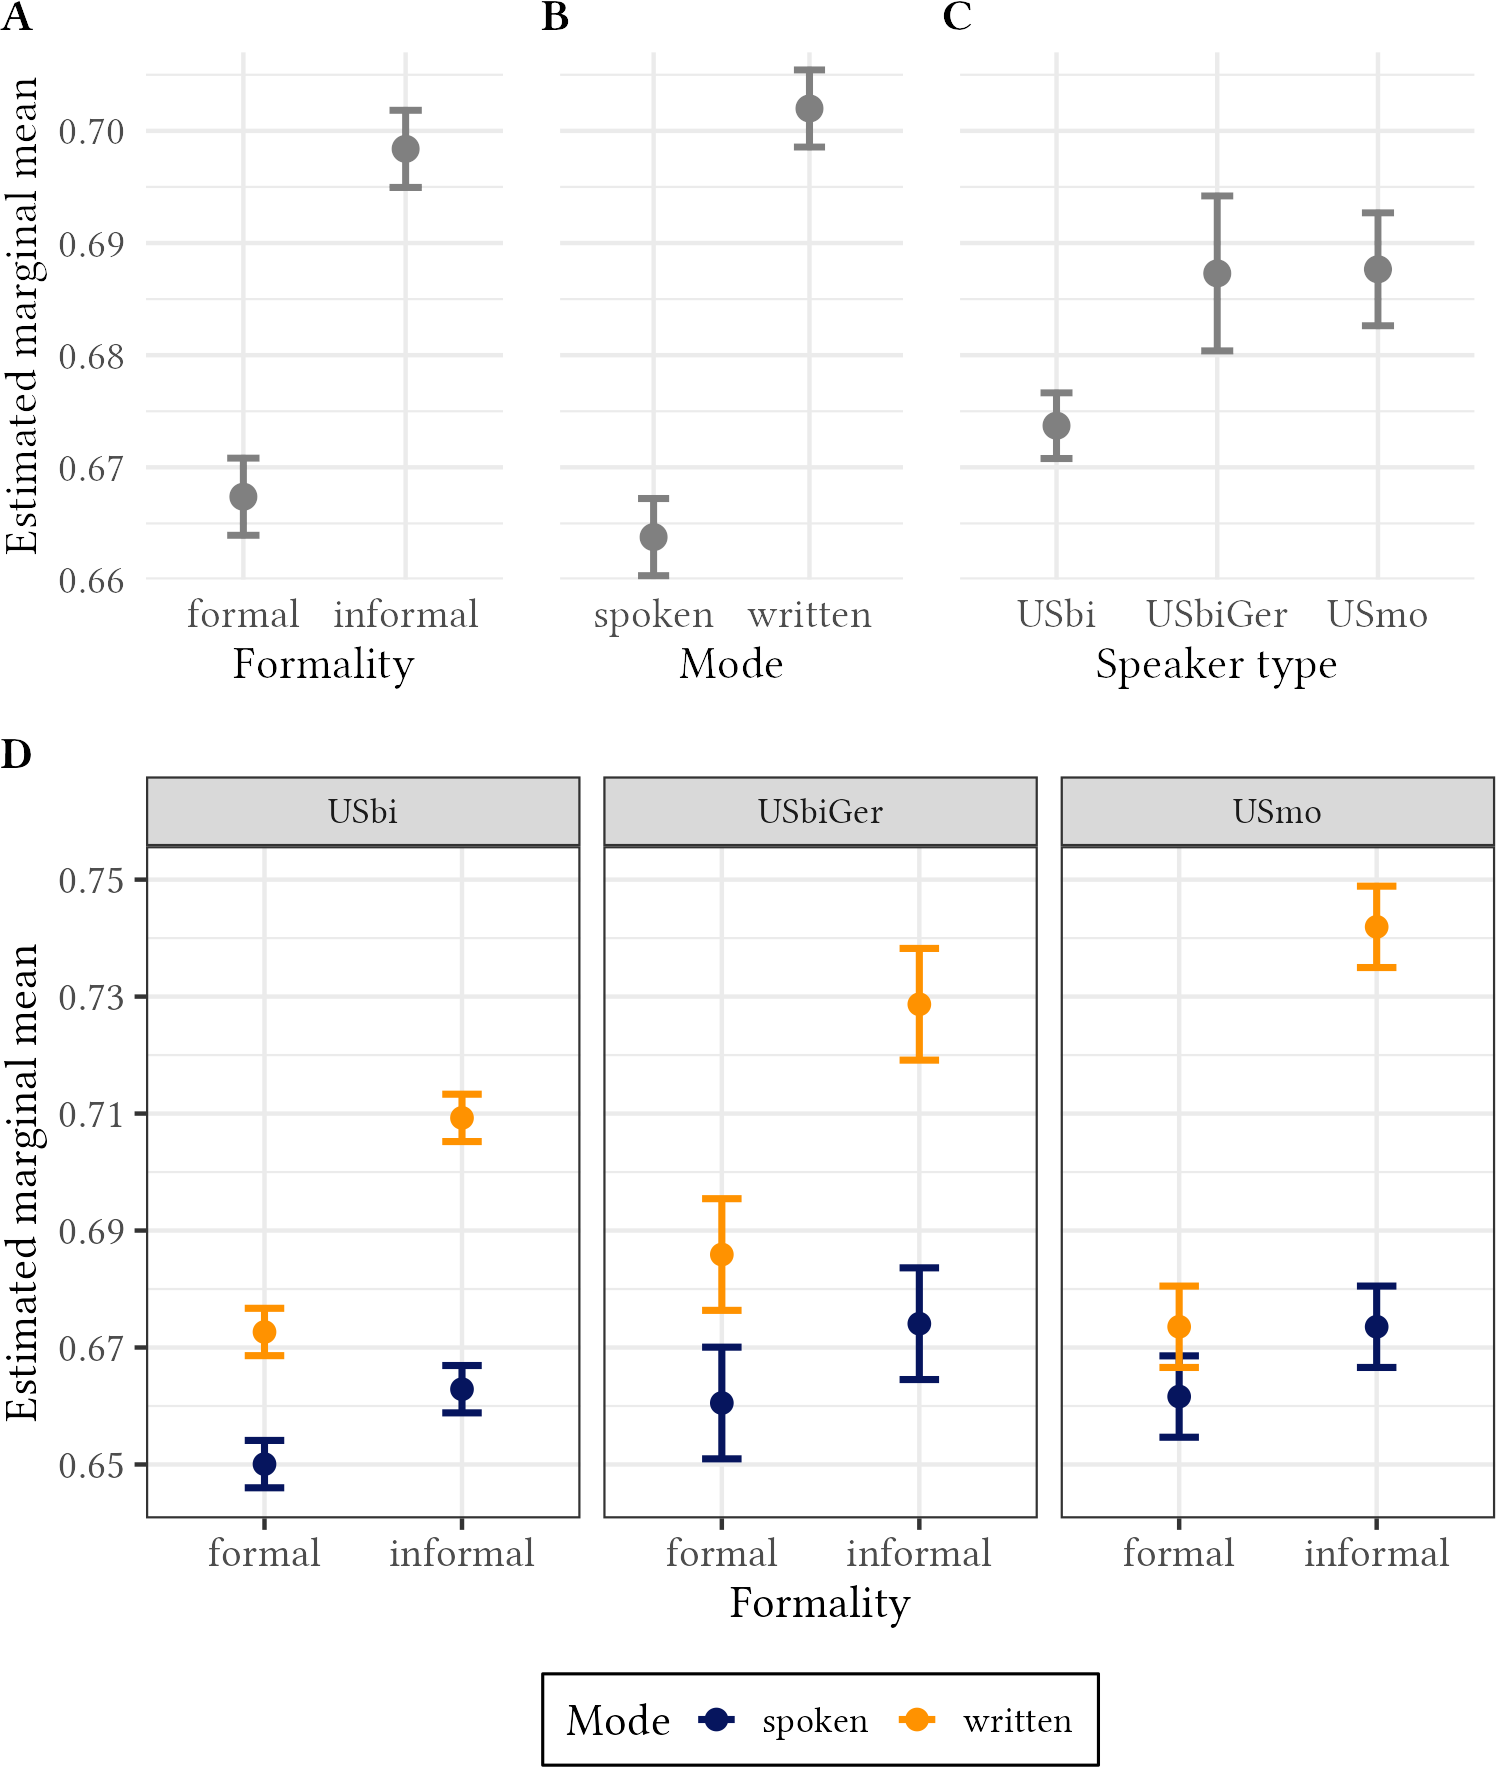 A B C
Estimated marginal mean
0.70
0.69
0.68
0.67
0.66
formal informal spoken written USbi USbiGer USmo
Formality Mode Speaker type
D
USbi USbiGer USmo
Estimated marginal mean
0.75
0.73
0.71
0.69
0.67
0.65
formal informal formal informal formal informal
Formality
Mode spoken written